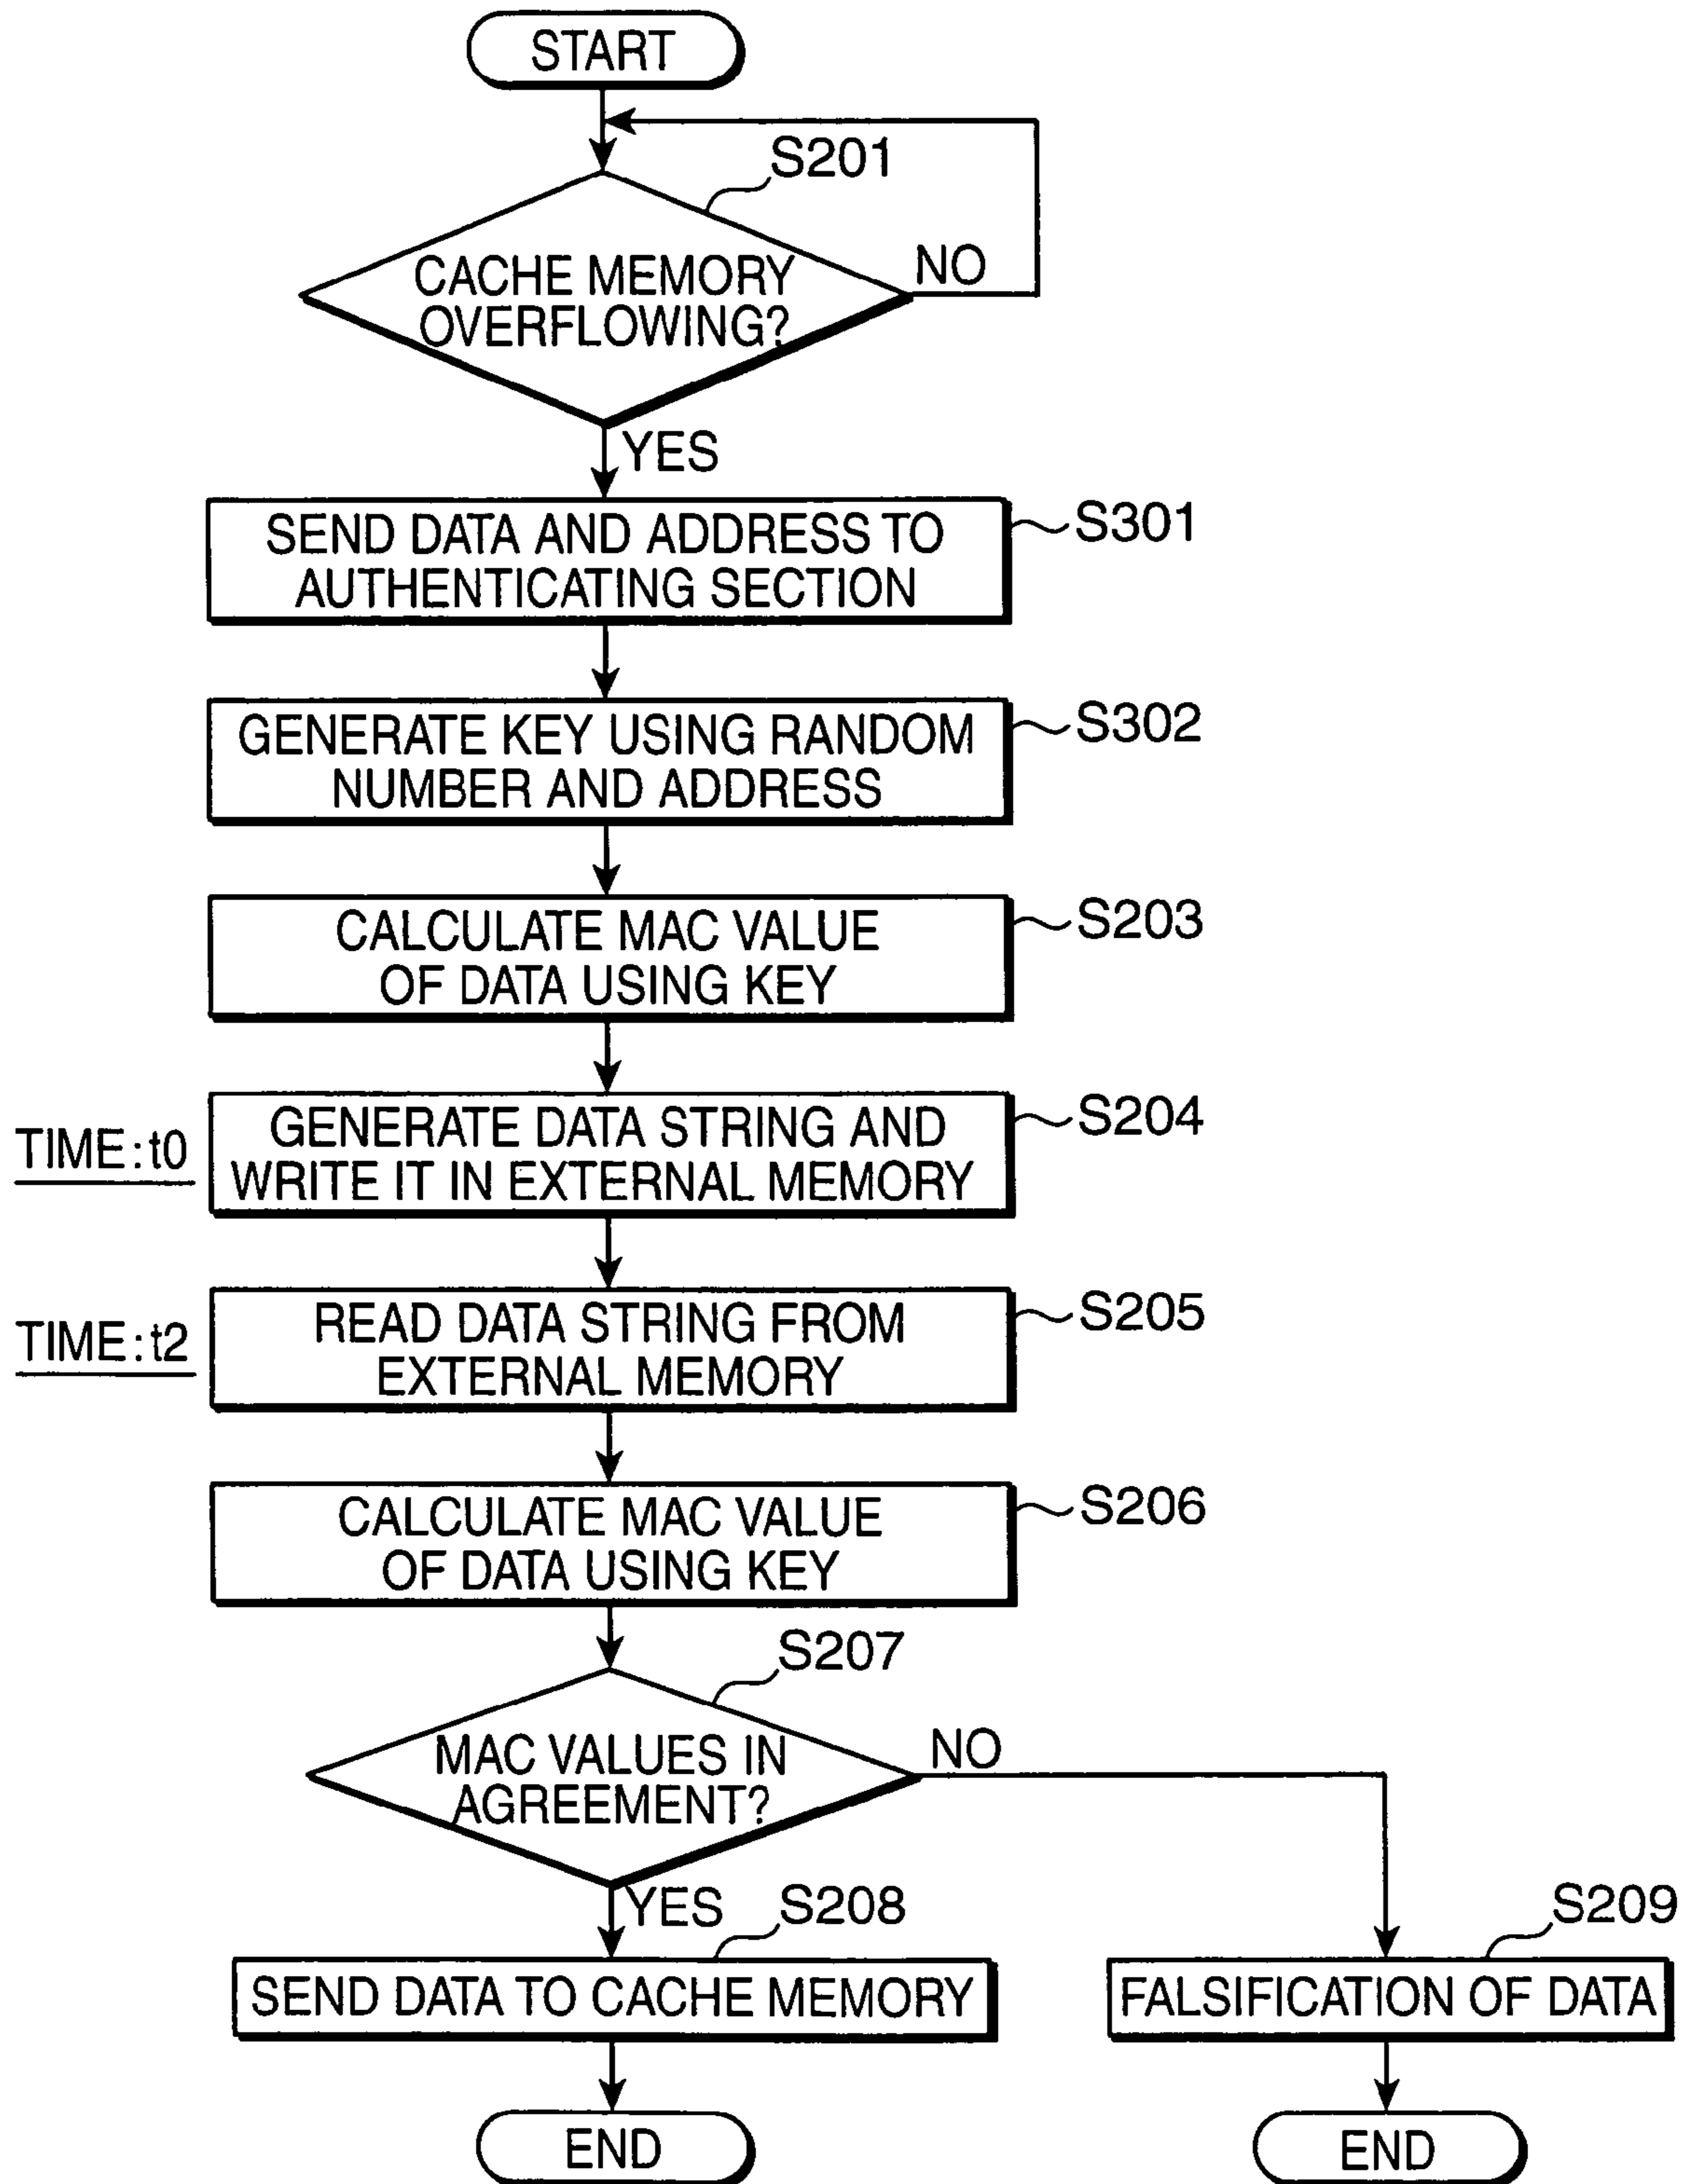 START
S201
CACHE MEMORY
OVERFLOWING?
NO
YES
SEND DATA AND ADDRESS TO
AUTHENTICATING SECTION
S301
GENERATE KEY USING RANDOM
NUMBER AND ADDRESS
S302
CALCULATE MAC VALUE
OF DATA USING KEY
S203
TIME:t0
GENERATE DATA STRING AND
WRITE IT IN EXTERNAL MEMORY
S204
TIME:t2
READ DATA STRING FROM
EXTERNAL MEMORY
S205
CALCULATE MAC VALUE
OF DATA USING KEY
S206
S207
MAC VALUES IN
AGREEMENT?
NO
YES
S208
S209
SEND DATA TO CACHE MEMORY
FALSIFICATION OF DATA
END
END